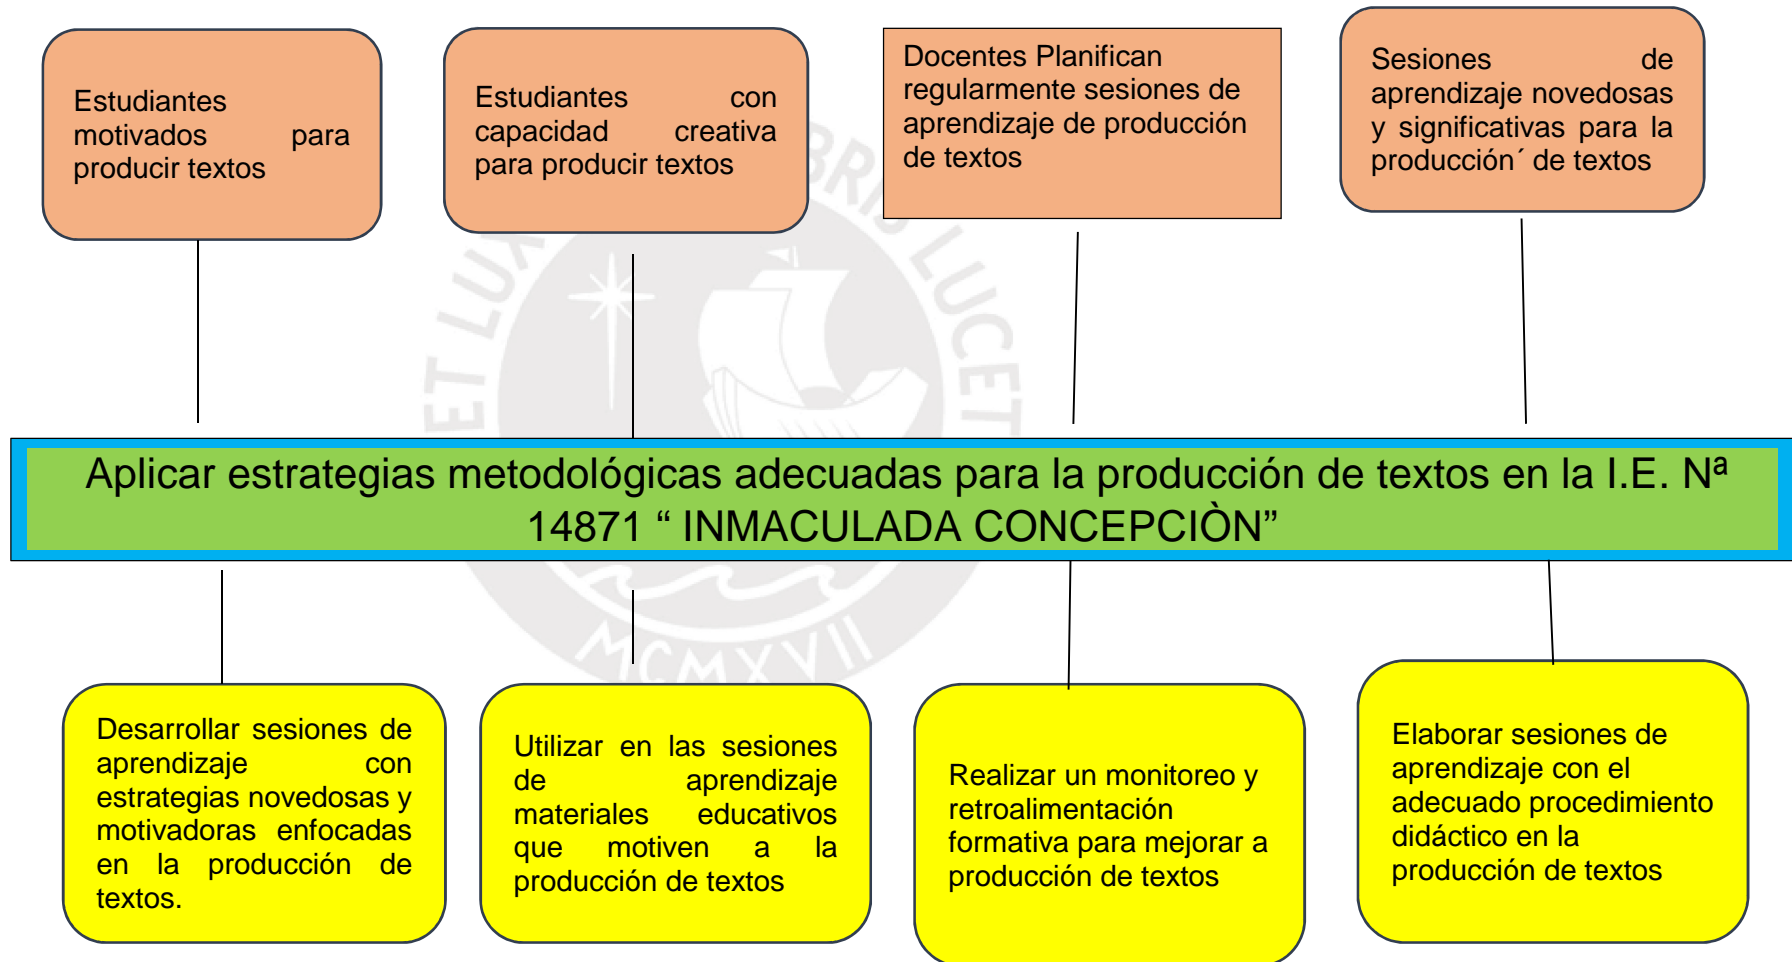 Estudiantes
motivados para
producir textos
Estudiantes con
capacidad creativa
para producir textos
Docentes Planifican
regularmente sesiones de
aprendizaje de producción
de textos
Sesiones de
aprendizaje novedosas
y significativas para la
producción´ de textos
Aplicar estrategias metodológicas adecuadas para la producción de textos en la I.E. Nª
14871 “ INMACULADA CONCEPCIÒN”
Desarrollar sesiones de
aprendizaje con
estrategias novedosas y
motivadoras enfocadas
en la producción de
textos.
Utilizar en las sesiones
de aprendizaje
materiales educativos
que motiven a la
producción de textos
Realizar un monitoreo y
retroalimentación
formativa para mejorar a
producción de textos
Elaborar sesiones de
aprendizaje con el
adecuado procedimiento
didáctico en la
producción de textos
ET LUX
BRIS LUCET
MCMXVII